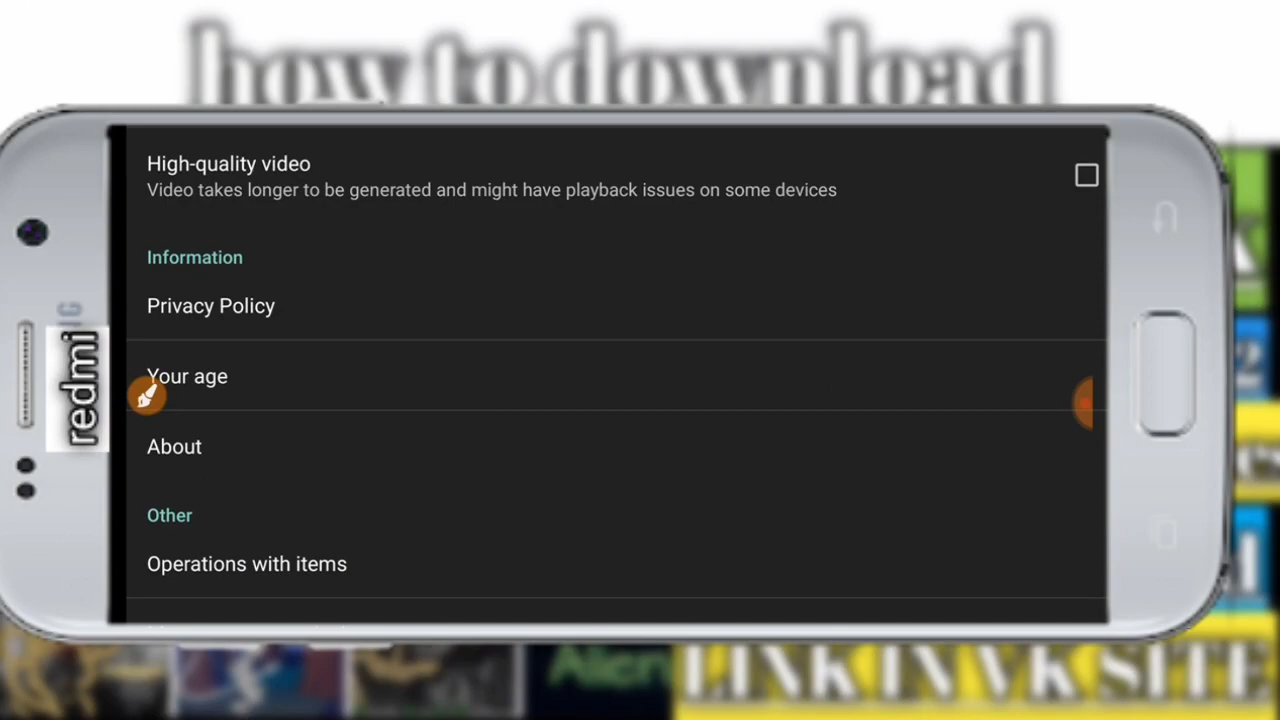 how to download
High-quality video
Video takes longer to be generated and might have playback issues on some devices
Information
Privacy Policy
Your age
About
Other
Operations with items
redmi
LINK IN VK SITE